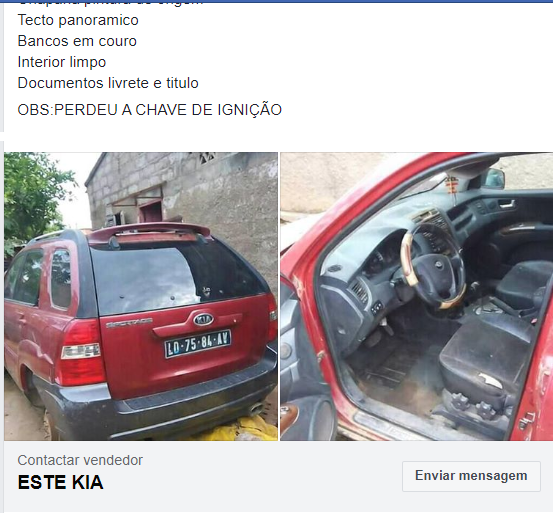 Tecto panoramico
Bancos em couro
Interior limpo
Documentos livrete e titulo
OBS:PERDEU A CHAVE DE IGNIÇÃO
SPORTAGE
KIA
LD-75-84-AV
Contactar vendedor
ESTE KIA
Enviar mensagem